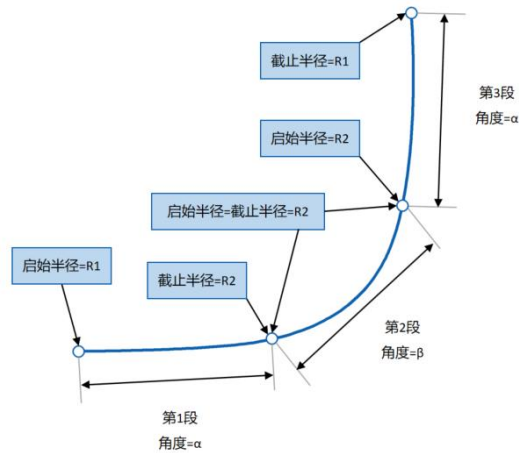 截止半径=R1
第3段
角度=α
启始半径=R2
启始半径=截止半径=R2
启始半径=R1
截止半径=R2
第2段
角度=β
第1段
角度=α